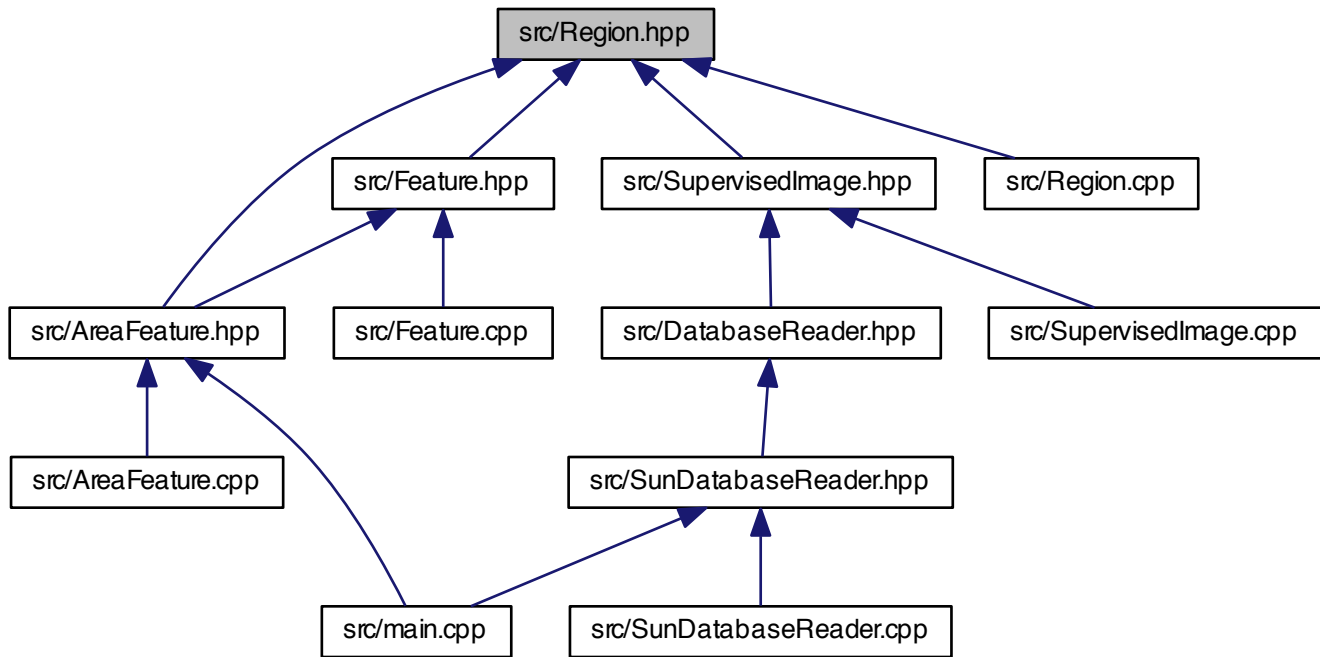 src/Region.hpp
src/Feature.hpp
src/SupervisedImage.hpp
src/Region.cpp
src/AreaFeature.hpp
src/Feature.cpp
src/DatabaseReader.hpp
src/SupervisedImage.cpp
src/AreaFeature.cpp
src/SunDatabaseReader.hpp
src/main.cpp
src/SunDatabaseReader.cpp